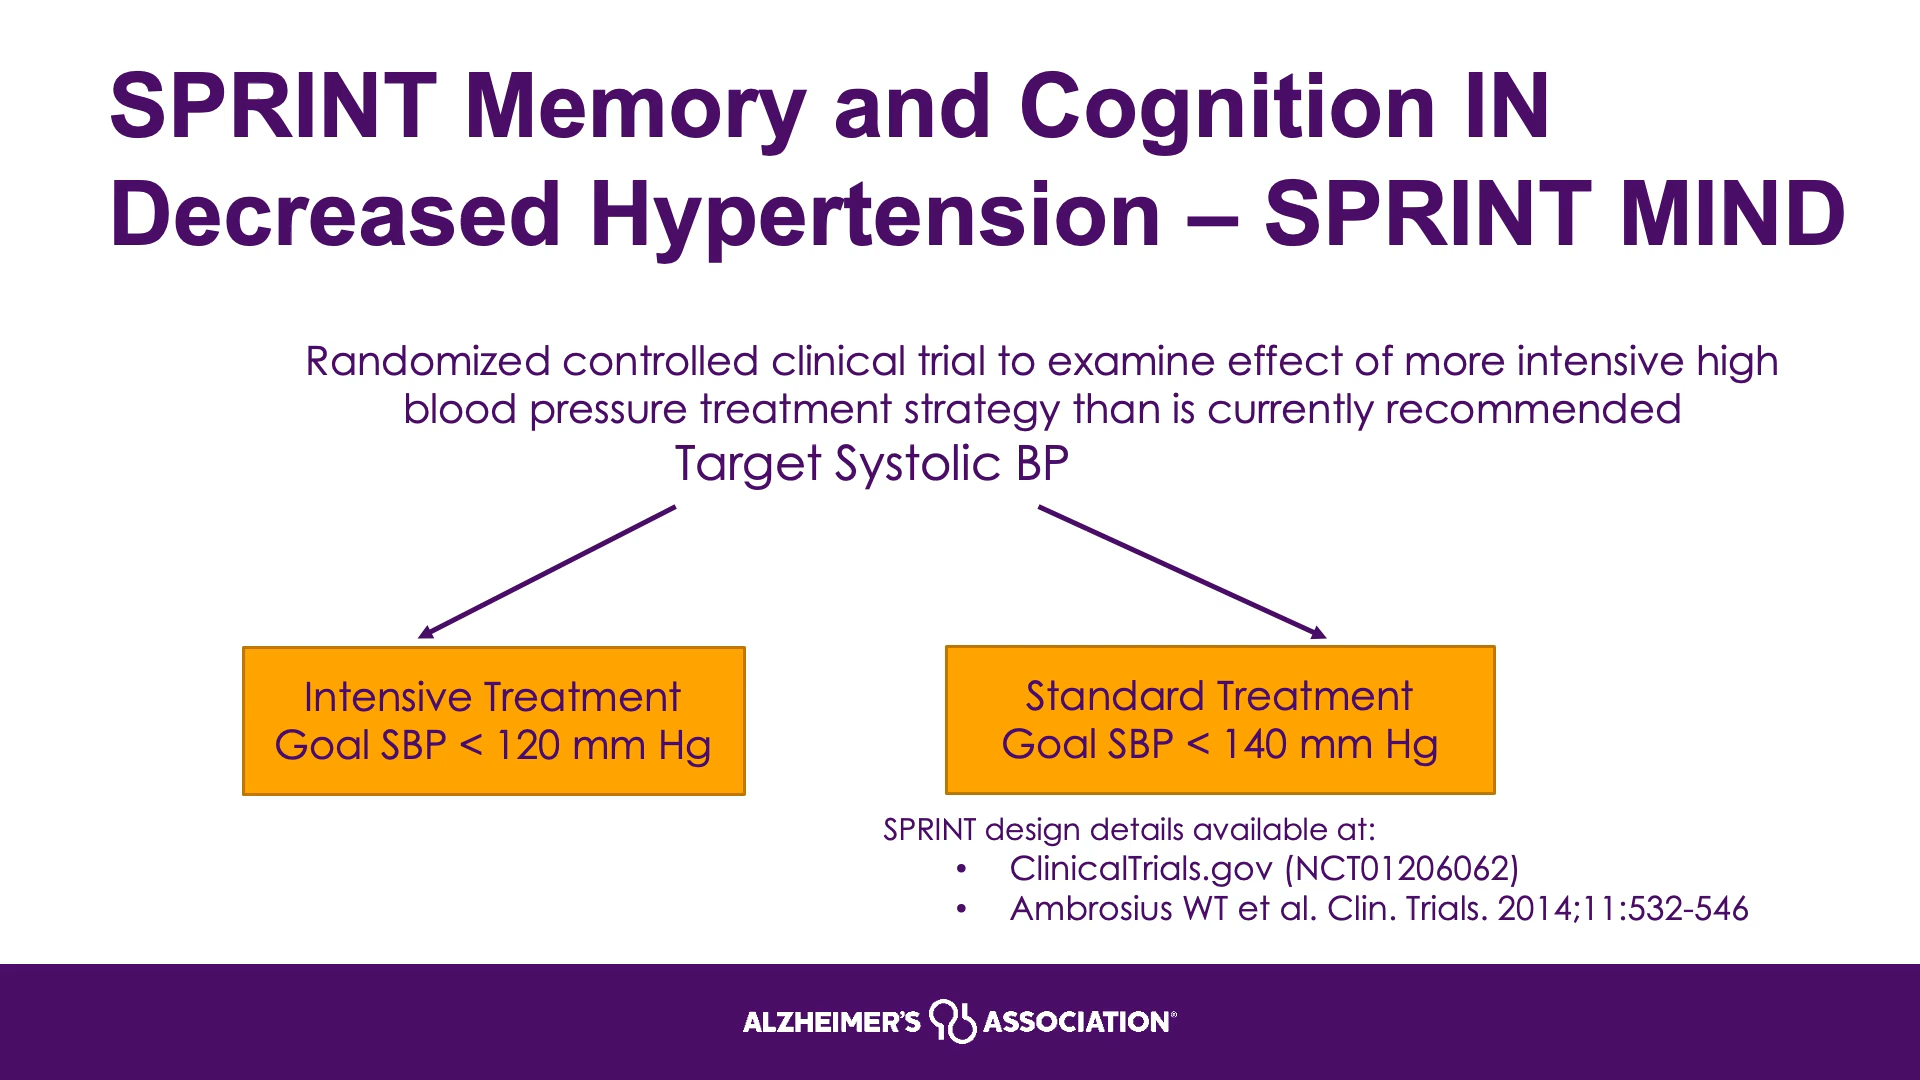 SPRINT Memory and Cognition IN
Decreased Hypertension – SPRINT MIND
Randomized controlled clinical trial to examine effect of more intensive high
blood pressure treatment strategy than is currently recommended
Target Systolic BP
Intensive Treatment
Goal SBP < 120 mm Hg
Standard Treatment
Goal SBP < 140 mm Hg
SPRINT design details available at:
• ClinicalTrials.gov (NCT01206062)
• Ambrosius WT et al. Clin. Trials. 2014;11:532-546
ALZHEIMER'S ASSOCIATION®